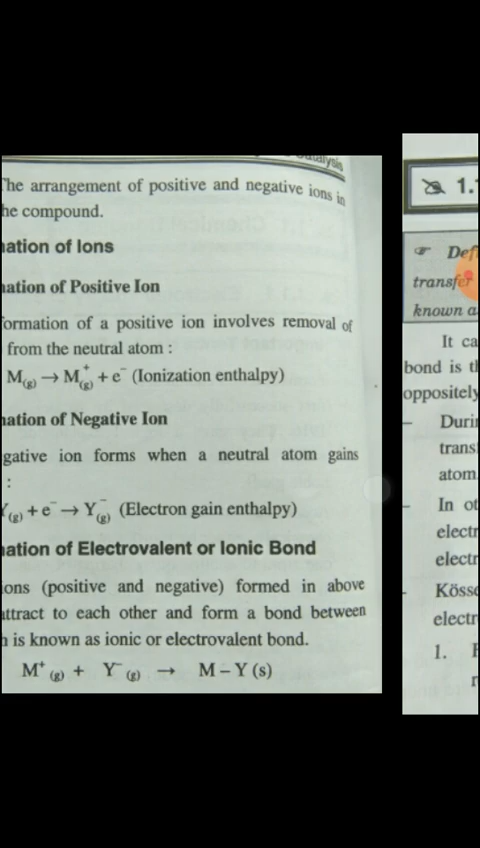 Catalysis
The arrangement of positive and negative ions in
he compound.
ation of Ions
ation of Positive Ion
ormation of a positive ion involves removal of
from the neutral atom :
M(g) → M⁺(g) + e⁻ (Ionization enthalpy)
ation of Negative Ion
gative ion forms when a neutral atom gains
:
Y(g) + e⁻ → Y⁻(g) (Electron gain enthalpy)
ation of Electrovalent or Ionic Bond
ions (positive and negative) formed in above
attract to each other and form a bond between
is known as ionic or electrovalent bond.
M⁺(g) + Y⁻(g) → M – Y (s)
1.
☞ Def
transfer
known a
It ca
bond is t
oppositely
– Duri
trans
atom.
– In ot
electr
electr
- Kösse
electr
1.
r